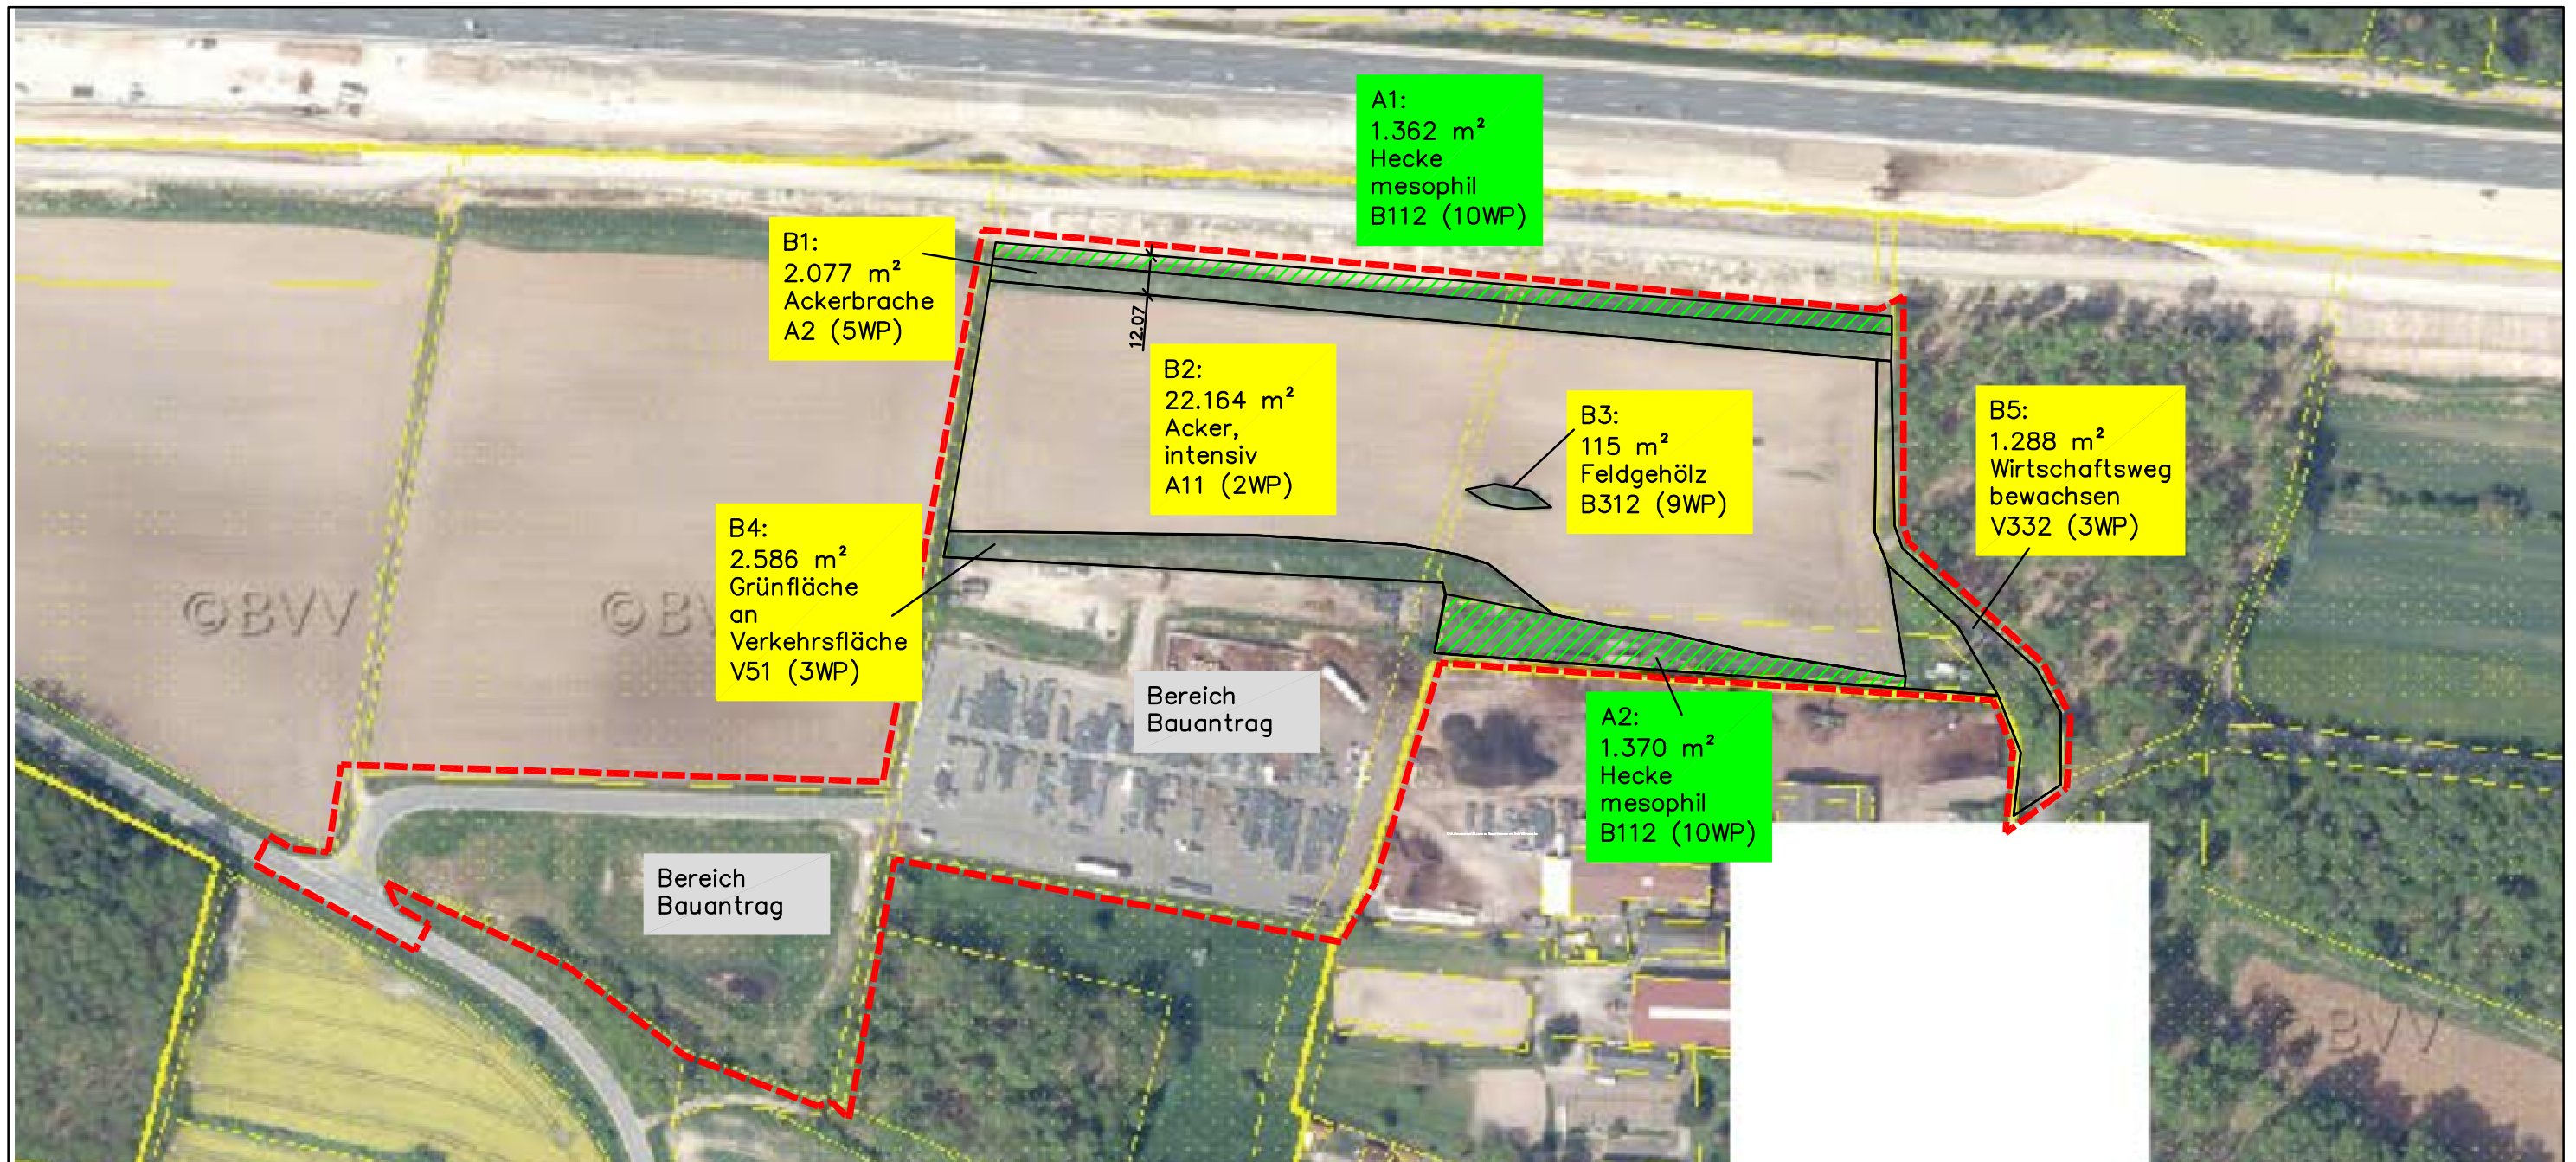 A1:
1.362 m²
Hecke
mesophil
B112 (10WP)
B1:
2.077 m²
Ackerbrache
A2 (5WP)
12.07
B2:
22.164 m²
Acker,
intensiv
A11 (2WP)
B3:
115 m²
Feldgehölz
B312 (9WP)
B5:
1.288 m²
Wirtschaftsweg
bewachsen
V332 (3WP)
B4:
2.586 m²
Grünfläche
an
Verkehrsfläche
V51 (3WP)
©BVV
©BV
Bereich
Bauantrag
A2:
1.370 m²
Hecke
mesophil
B112 (10WP)
Bereich
Bauantrag
BVV